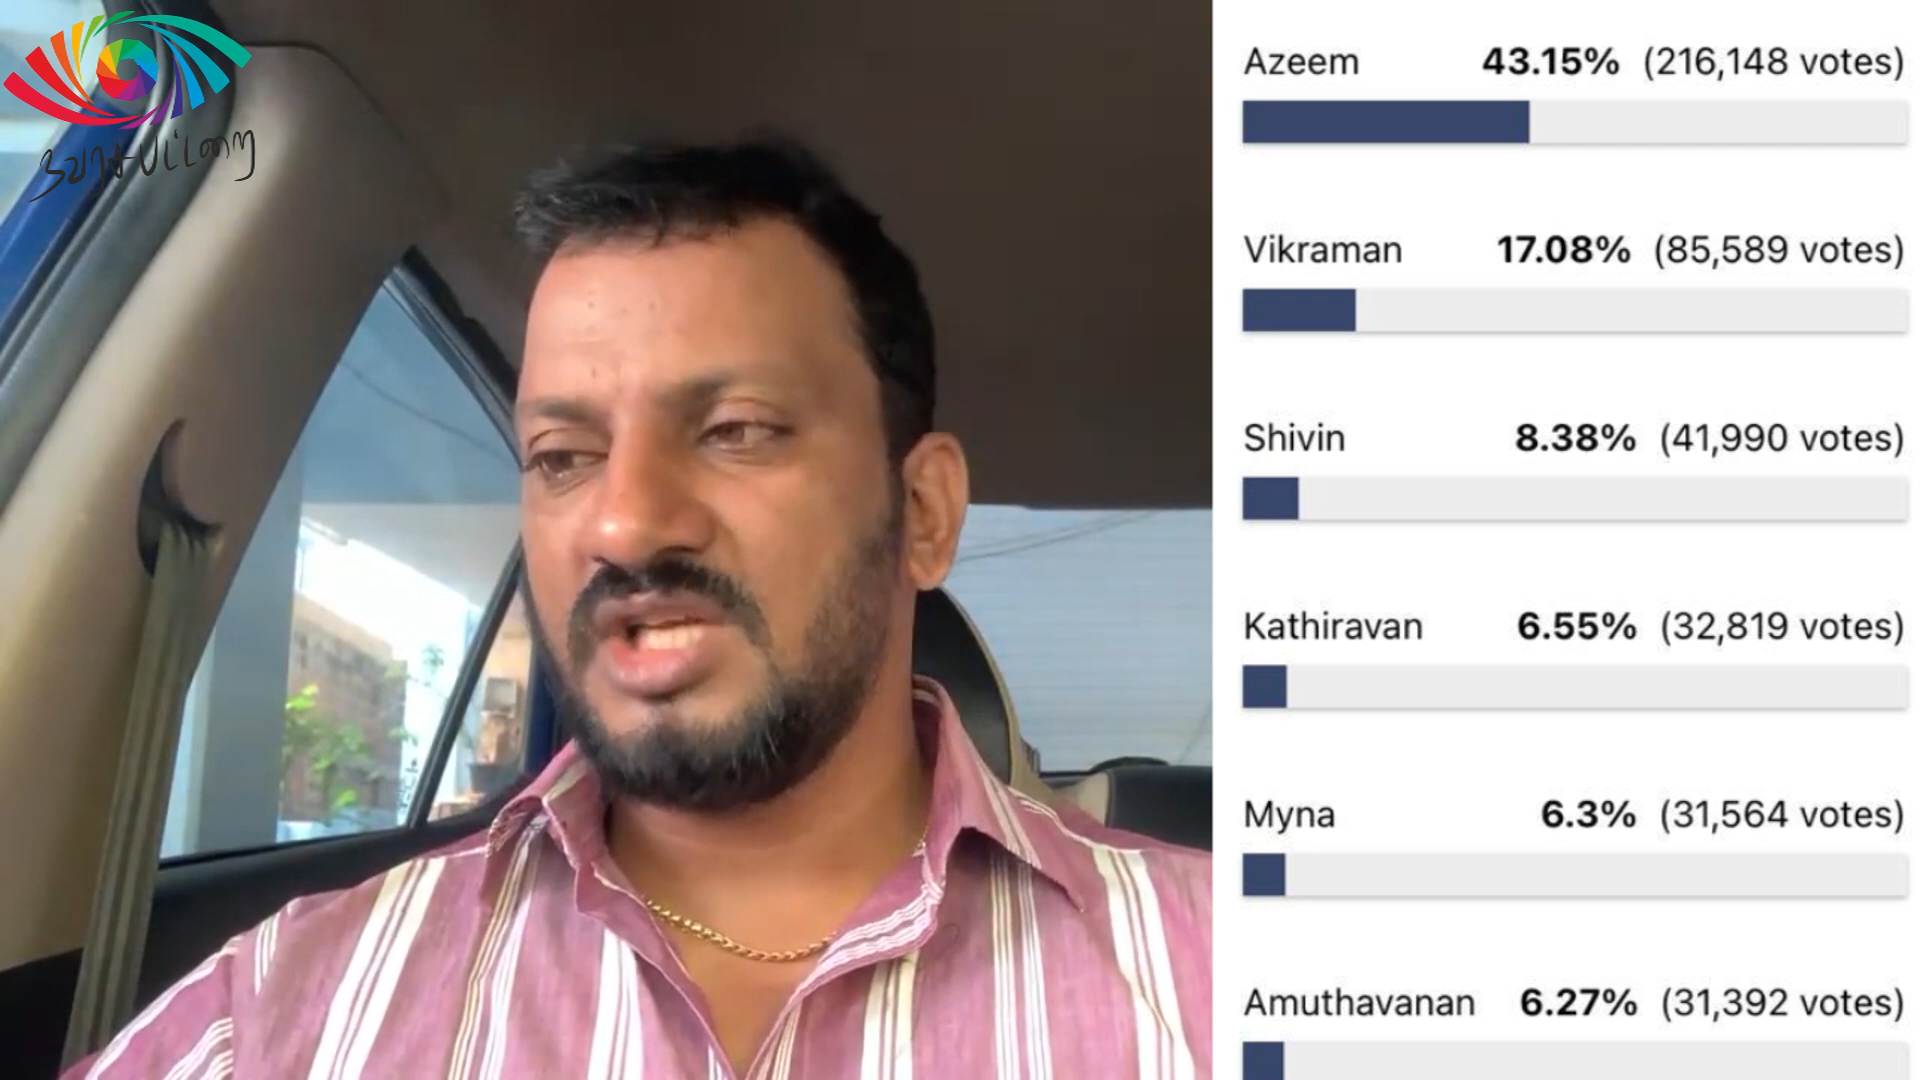 Azeem 43.15% (216,148 votes)
Vikraman 17.08% (85,589 votes)
Shivin 8.38% (41,990 votes)
Kathiravan 6.55% (32,819 votes)
Myna 6.3% (31,564 votes)
Amuthavanan 6.27% (31,392 votes)